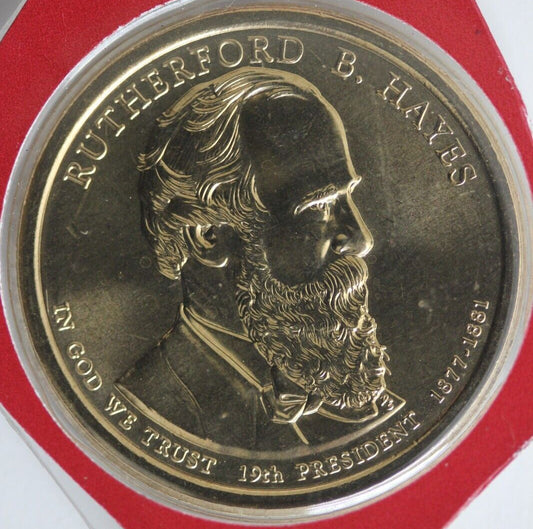 RUTHERFORD B. HAYES
IN GOD WE TRUST 19th PRESIDENT 1877-1881